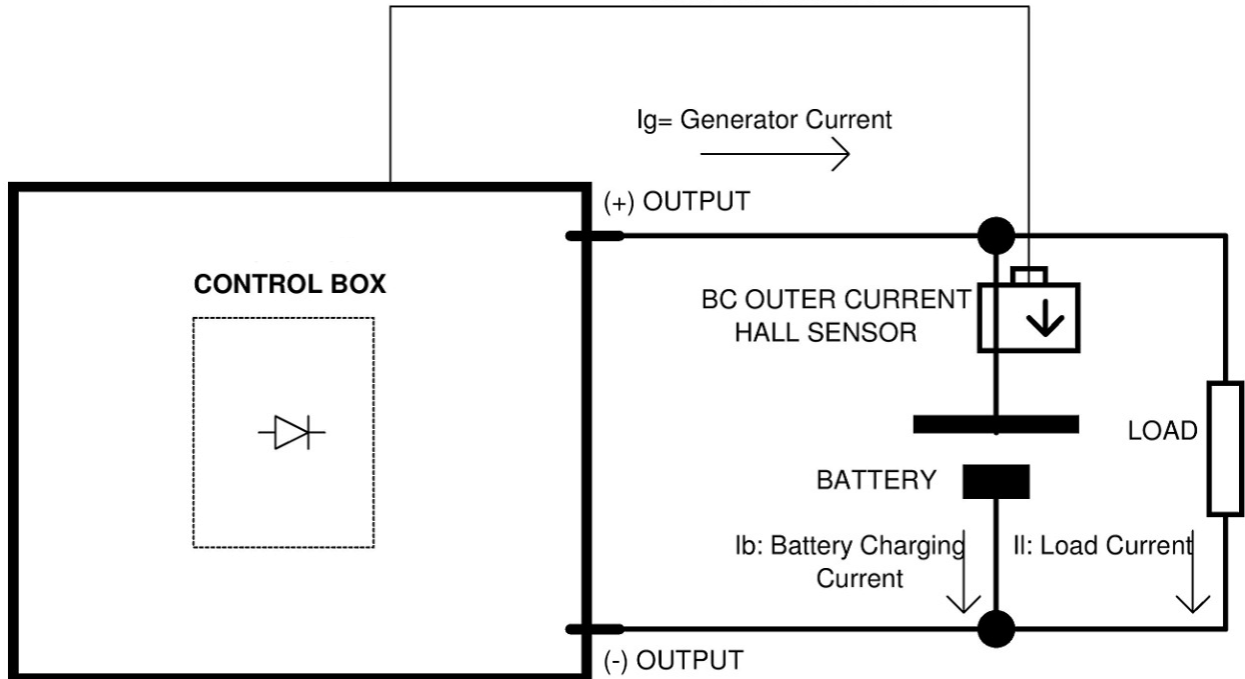 Ig= Generator Current
(+) OUTPUT
CONTROL BOX
BC OUTER CURRENT
HALL SENSOR
LOAD
BATTERY
Ib: Battery Charging
Current
Il: Load Current
(-) OUTPUT